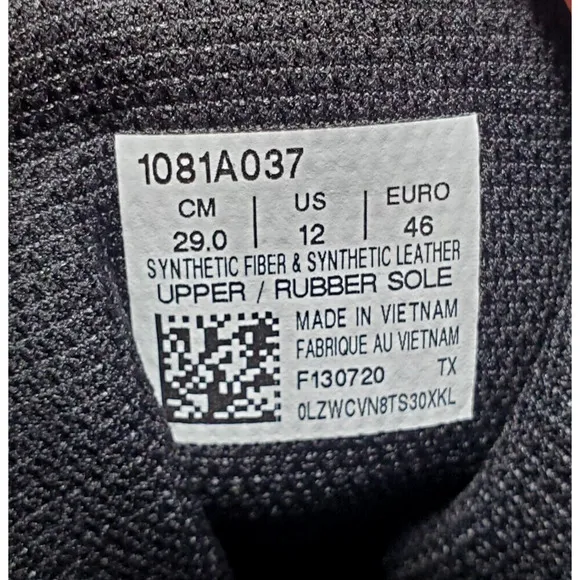 1081A037
CM | US | EURO
29.0 | 12 | 46
SYNTHETIC FIBER & SYNTHETIC LEATHER
UPPER / RUBBER SOLE
MADE IN VIETNAM
FABRIQUE AU VIETNAM
F130720 TX
0LZWCVN8TS30XKL